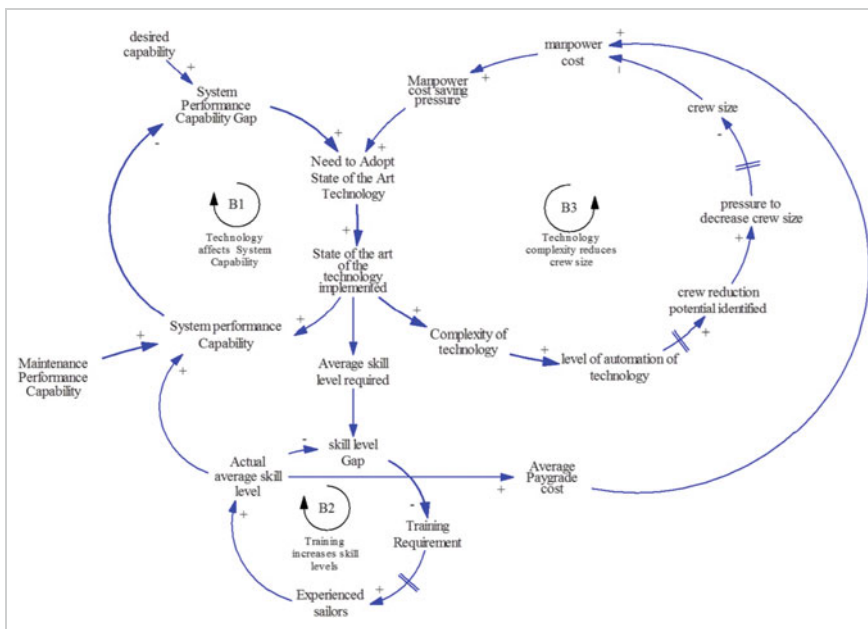 desired
capability
+
System
Performance
Capability Gap
-
+
B1
Technology
affects System
Capability
Need to Adopt
State of the Art
Technology
+
Manpower
cost saving
pressure
+
manpower
cost
+
+
crew size
-
pressure to
decrease crew size
+
B3
Technology
complexity reduces
crew size
crew reduction
potential identified
+
State of the art
of the
technology
implemented
+
System performance
Capability
+
+
+
Maintenance
Performance
Capability
+
Complexity of
technology
+
level of automation of
technology
Average skill
level required
skill level
Gap
-
Actual
average skill
level
+
Average
Paygrade
cost
+
B2
Training
increases skill
levels
-
Training
Requirement
+
Experienced
sailors